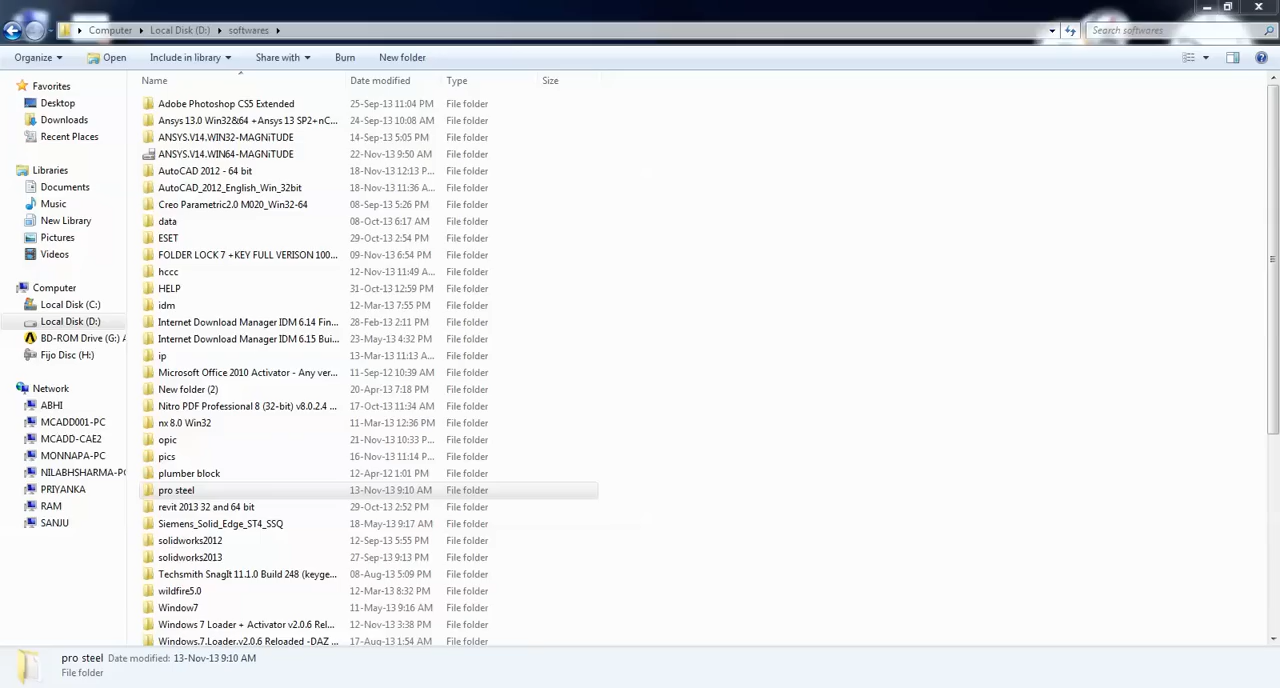 Computer Local Disk (D:) softwares Search softwares
Organize Open Include in library Share with Burn New folder
Name Date modified Type Size
Favorites
Desktop
Downloads
Recent Places
Libraries
Documents
Music
New Library
Pictures
Videos
Computer
Local Disk (C:)
Local Disk (D:)
BD-ROM Drive (G:) A
Fijo Disc (H:)
Network
ABHI
MCADD001-PC
MCADD-CAE2
MONNAPA-PC
NILABHSHARMA-PC
PRIYANKA
RAM
SANJU
Adobe Photoshop CS5 Extended 25-Sep-13 11:04 PM File folder
Ansys 13.0 Win32&64 +Ansys 13 SP2+nC... 24-Sep-13 10:08 AM File folder
ANSYS.V14.WIN32-MAGNiTUDE 14-Sep-13 5:05 PM File folder
ANSYS.V14.WIN64-MAGNiTUDE 22-Nov-13 9:50 AM File folder
AutoCAD 2012 - 64 bit 18-Nov-13 12:13 P... File folder
AutoCAD_2012_English_Win_32bit 18-Nov-13 11:36 A... File folder
Creo Parametric2.0 M020_Win32-64 08-Sep-13 5:26 PM File folder
data 08-Oct-13 6:17 AM File folder
ESET 29-Oct-13 2:54 PM File folder
FOLDER LOCK 7 +KEY FULL VERISON 100... 09-Nov-13 6:54 PM File folder
hccc 12-Nov-13 11:49 A... File folder
HELP 31-Oct-13 12:59 PM File folder
idm 12-Mar-13 7:55 PM File folder
Internet Download Manager IDM 6.14 Fin... 28-Feb-13 2:11 PM File folder
Internet Download Manager IDM 6.15 Bui... 23-May-13 4:32 PM File folder
ip 13-Mar-13 11:13 A... File folder
Microsoft Office 2010 Activator - Any ver... 11-Sep-12 10:39 AM File folder
New folder (2) 20-Apr-13 7:18 PM File folder
Nitro PDF Professional 8 (32-bit) v8.0.2.4 ... 17-Oct-13 11:34 AM File folder
nx 8.0 Win32 11-Mar-13 12:36 PM File folder
opic 21-Nov-13 10:33 P... File folder
pics 16-Nov-13 11:14 P... File folder
plumber block 12-Apr-12 1:01 PM File folder
pro steel 13-Nov-13 9:10 AM File folder
revit 2013 32 and 64 bit 29-Oct-13 2:52 PM File folder
Siemens_Solid_Edge_ST4_SSQ 18-May-13 9:17 AM File folder
solidworks2012 12-Sep-13 5:55 PM File folder
solidworks2013 27-Sep-13 9:13 PM File folder
Techsmith SnagIt 11.1.0 Build 248 (keyge... 08-Aug-13 5:09 PM File folder
wildfire5.0 12-Mar-13 8:32 PM File folder
Window7 11-May-13 9:16 AM File folder
Windows 7 Loader + Activator v2.0.6 Rel... 12-Nov-13 3:38 PM File folder
Windows.7.Loader.v2.0.6 Reloaded -DAZ ... 17-Aug-13 1:54 AM File folder
pro steel Date modified: 13-Nov-13 9:10 AM
File folder